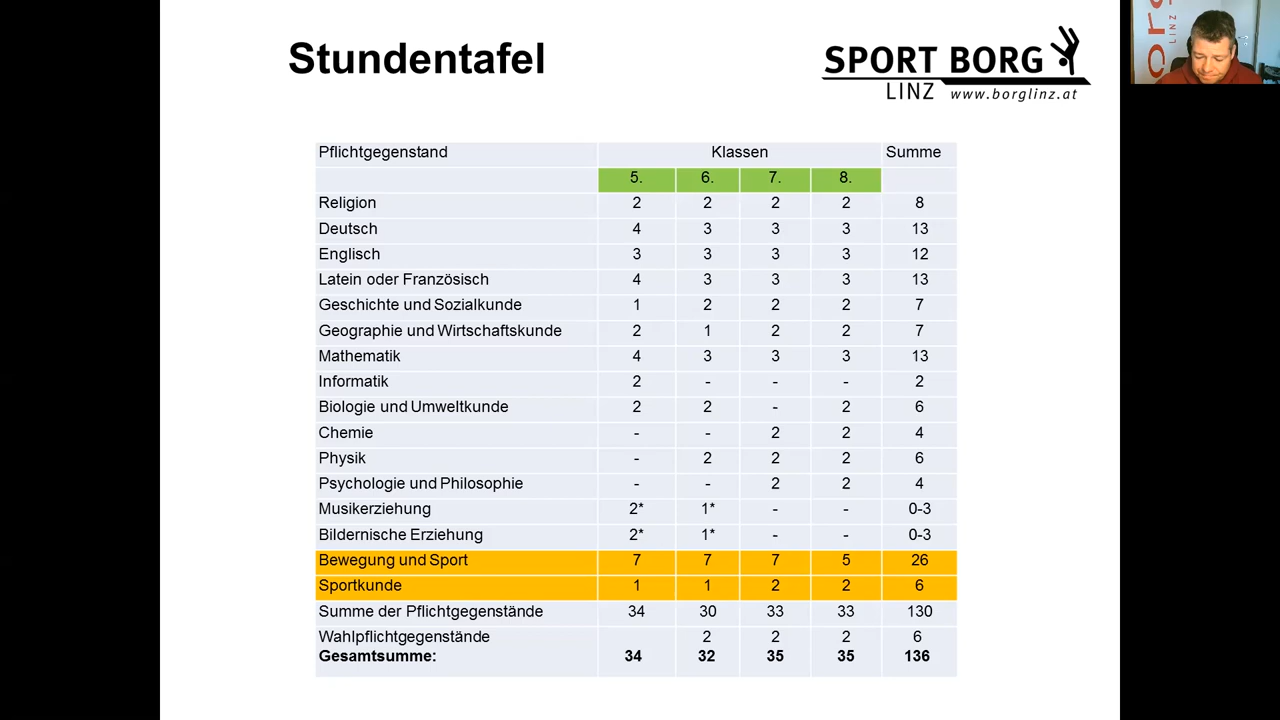 Stundentafel
SPORT BORG
LINZ www.borglinz.at
Pflichtgegenstand Klassen Summe
5. 6. 7. 8.
Religion 2 2 2 2 8
Deutsch 4 3 3 3 13
Englisch 3 3 3 3 12
Latein oder Französisch 4 3 3 3 13
Geschichte und Sozialkunde 1 2 2 2 7
Geographie und Wirtschaftskunde 2 1 2 2 7
Mathematik 4 3 3 3 13
Informatik 2 - - - 2
Biologie und Umweltkunde 2 2 - 2 6
Chemie - - 2 2 4
Physik - 2 2 2 6
Psychologie und Philosophie - - 2 2 4
Musikerziehung 2* 1* - - 0-3
Bildernische Erziehung 2* 1* - - 0-3
Bewegung und Sport 7 7 7 5 26
Sportkunde 1 1 2 2 6
Summe der Pflichtgegenstände 34 30 33 33 130
Wahlpflichtgegenstände 2 2 2 6
Gesamtsumme: 34 32 35 35 136
LINZ